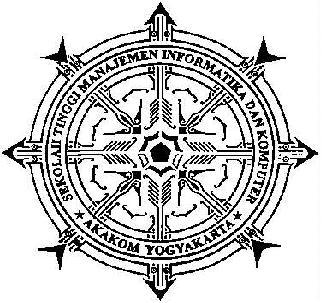 SEKOLAH TINGGI MANAJEMEN INFORMATIKA DAN KOMPUTER
★ AKAKOM YOGYAKARTA ★